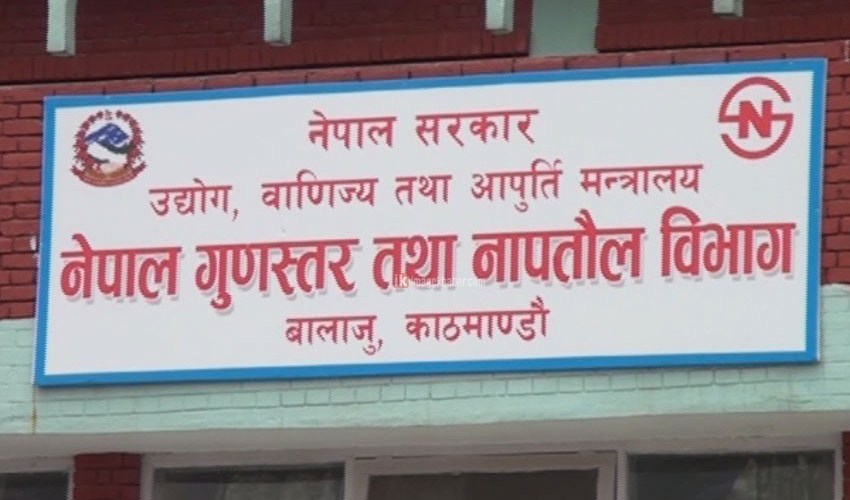 नेपाल सरकार
उद्योग, वाणिज्य तथा आपुर्ति मन्त्रालय
नेपाल गुणस्तर तथा नापतौल विभाग
बालाजु, काठमाण्डौ